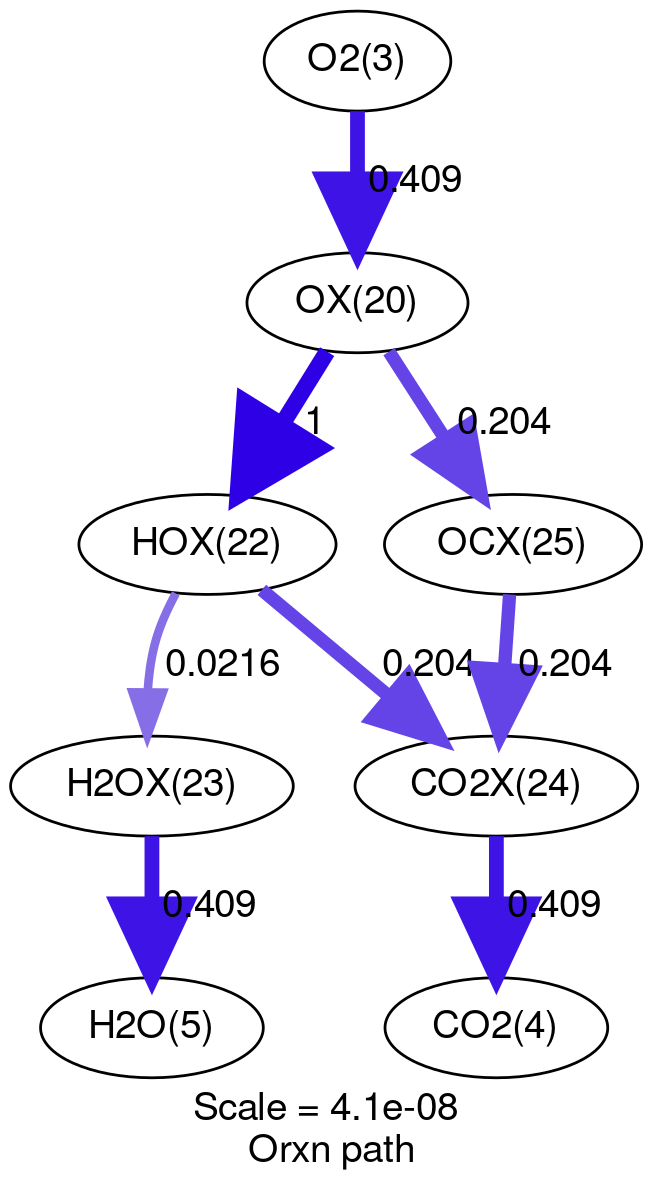 O2(3)
0.409
OX(20)
1
0.204
HOX(22)
OCX(25)
0.0216
0.204
0.204
H2OX(23)
CO2X(24)
0.409
0.409
H2O(5)
CO2(4)
Scale = 4.1e-08
Orxn path